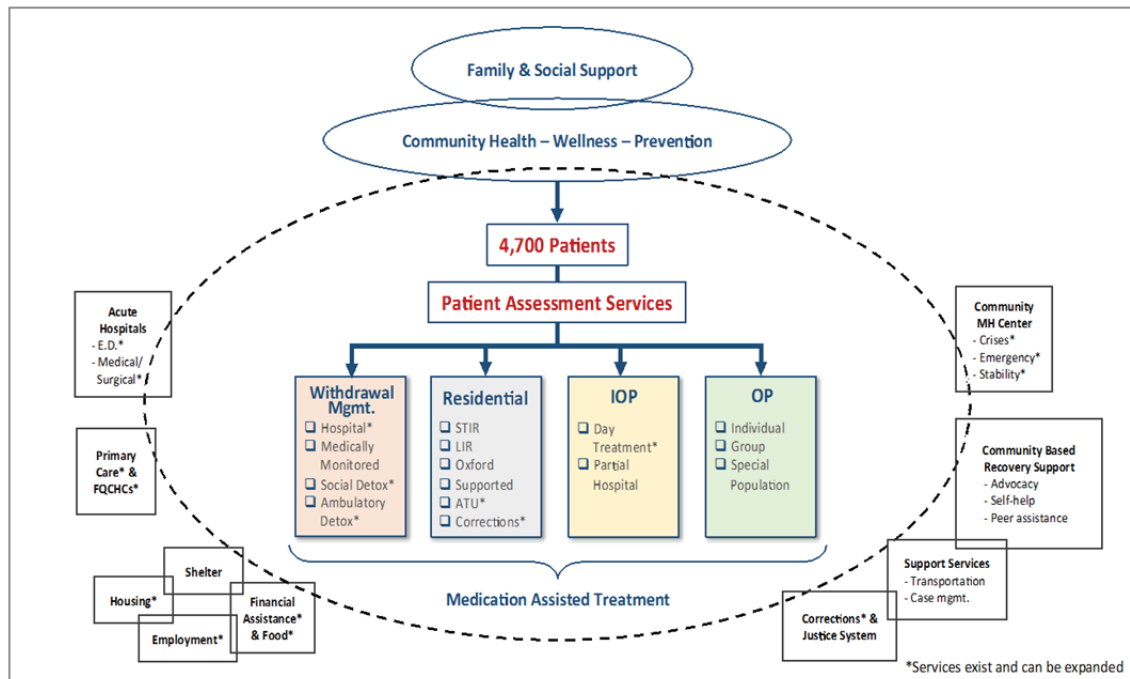 Family & Social Support
Community Health – Wellness – Prevention
4,700 Patients
Patient Assessment Services
Acute
Hospitals
- E.D.*
- Medical/
Surgical*
Primary
Care* &
FQCHCs*
Shelter
Housing*
Financial
Assistance*
& Food*
Employment*
Withdrawal
Mgmt.
❑ Hospital*
❑ Medically
Monitored
❑ Social Detox*
❑ Ambulatory
Detox*
Residential
❑ STIR
❑ LIR
❑ Oxford
❑ Supported
❑ ATU*
❑ Corrections*
IOP
❑ Day
Treatment*
❑ Partial
Hospital
OP
❑ Individual
❑ Group
❑ Special
Population
Medication Assisted Treatment
Community
MH Center
- Crises*
- Emergency*
- Stability*
Community Based
Recovery Support
- Advocacy
- Self-help
- Peer assistance
Support Services
- Transportation
- Case mgmt.
Corrections* &
Justice System
*Services exist and can be expanded